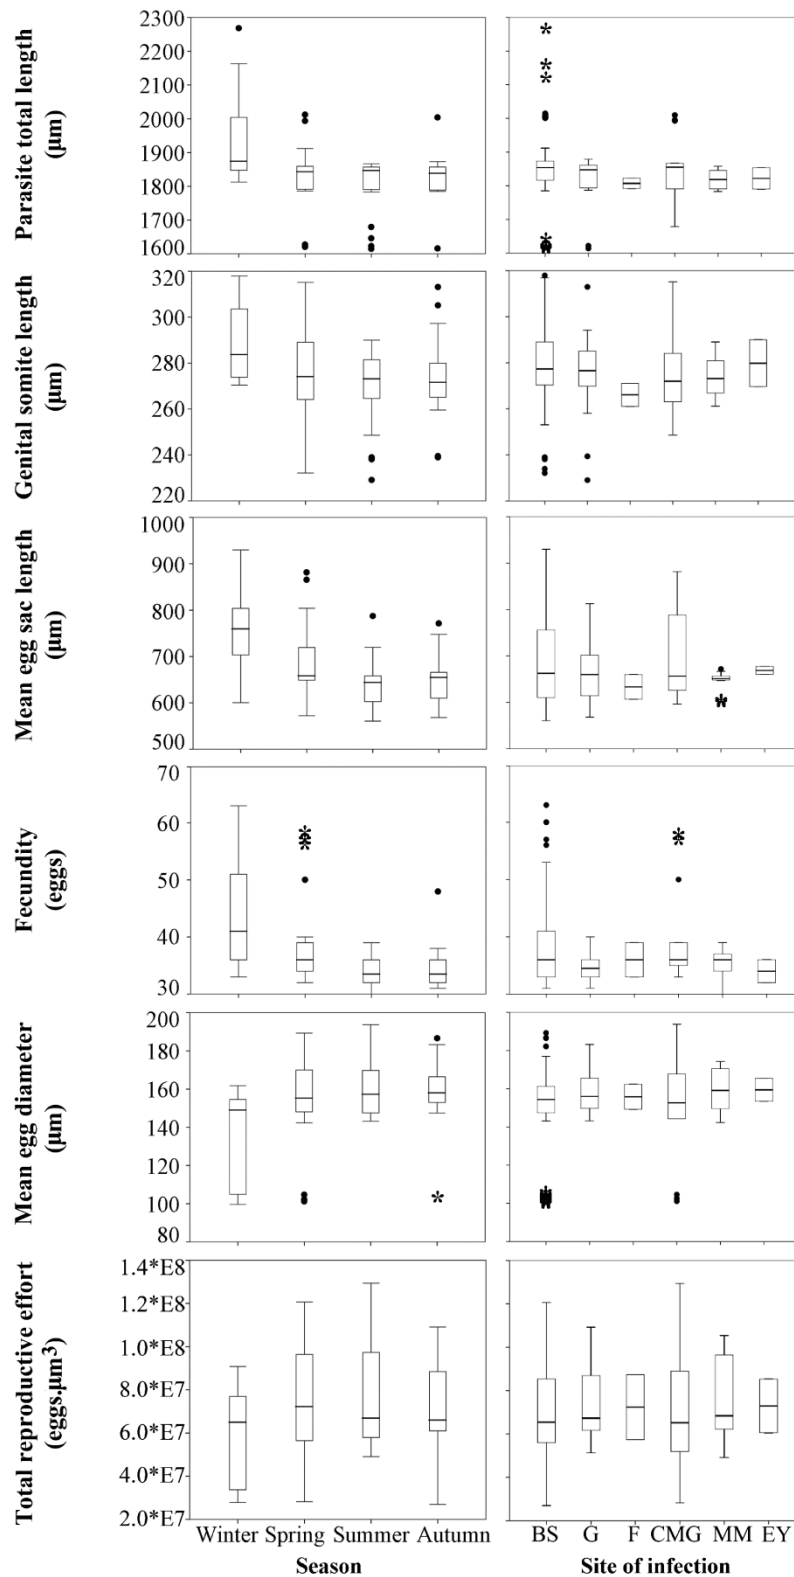 Parasite total length
(µm)
2300
2200
2100
2000
1900
1800
1700
1600
Genital somite length
(µm)
320
300
280
260
240
220
Mean egg sac length
(µm)
1000
900
800
700
600
500
Fecundity
(eggs)
70
60
50
40
30
Mean egg diameter
(µm)
200
180
160
140
120
100
80
Total reproductive effort
(eggs.µm³)
1.4*E8
1.2*E8
1.0*E8
8.0*E7
6.0*E7
4.0*E7
2.0*E7
Winter Spring Summer Autumn
Season
BS G F CMG MM EY
Site of infection